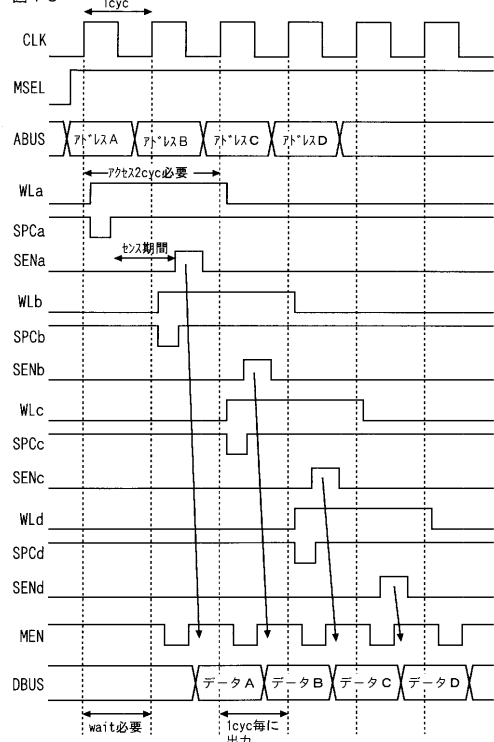 1cyc
CLK
MSEL
ABUS
アドレスA アドレスB アドレスC アドレスD
アクセス2cyc必要
WLa
SPCa
センス期間
SENa
WLb
SPCb
SENb
WLc
SPCc
SENc
WLd
SPCd
SENd
MEN
DBUS
データA データB データC データD
wait必要
1cyc毎に
出力